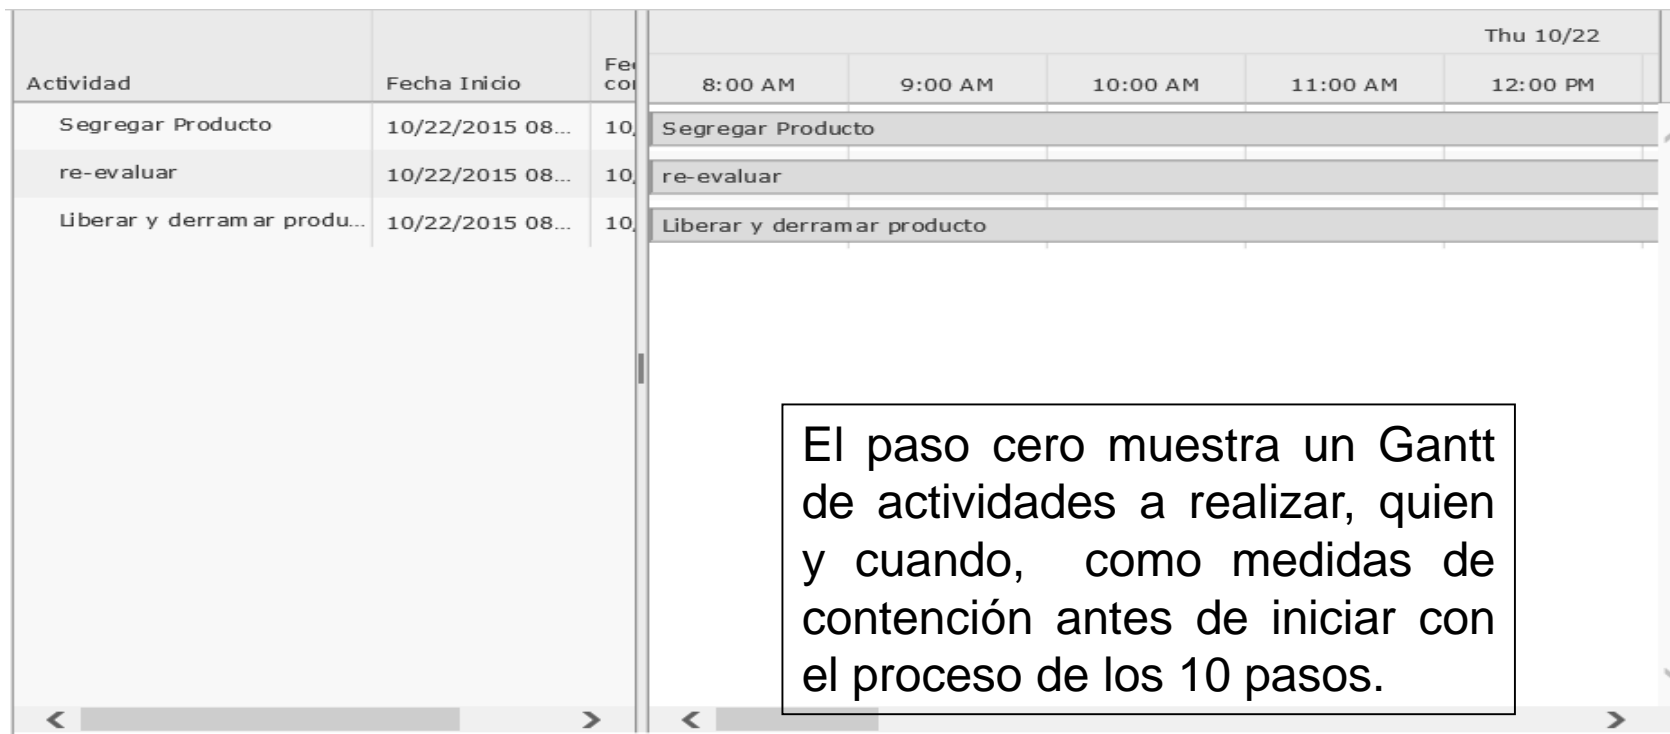 Thu 10/22
Actividad Fecha Inicio 8:00 AM 9:00 AM 10:00 AM 11:00 AM 12:00 PM
Segregar Producto 10/22/2015 08... 10/ Segregar Producto
re-evaluar 10/22/2015 08... 10/ re-evaluar
Liberar y derramar produ... 10/22/2015 08... 10/ Liberar y derramar producto
El paso cero muestra un Gantt
de actividades a realizar, quien
y cuando, como medidas de
contención antes de iniciar con
el proceso de los 10 pasos.